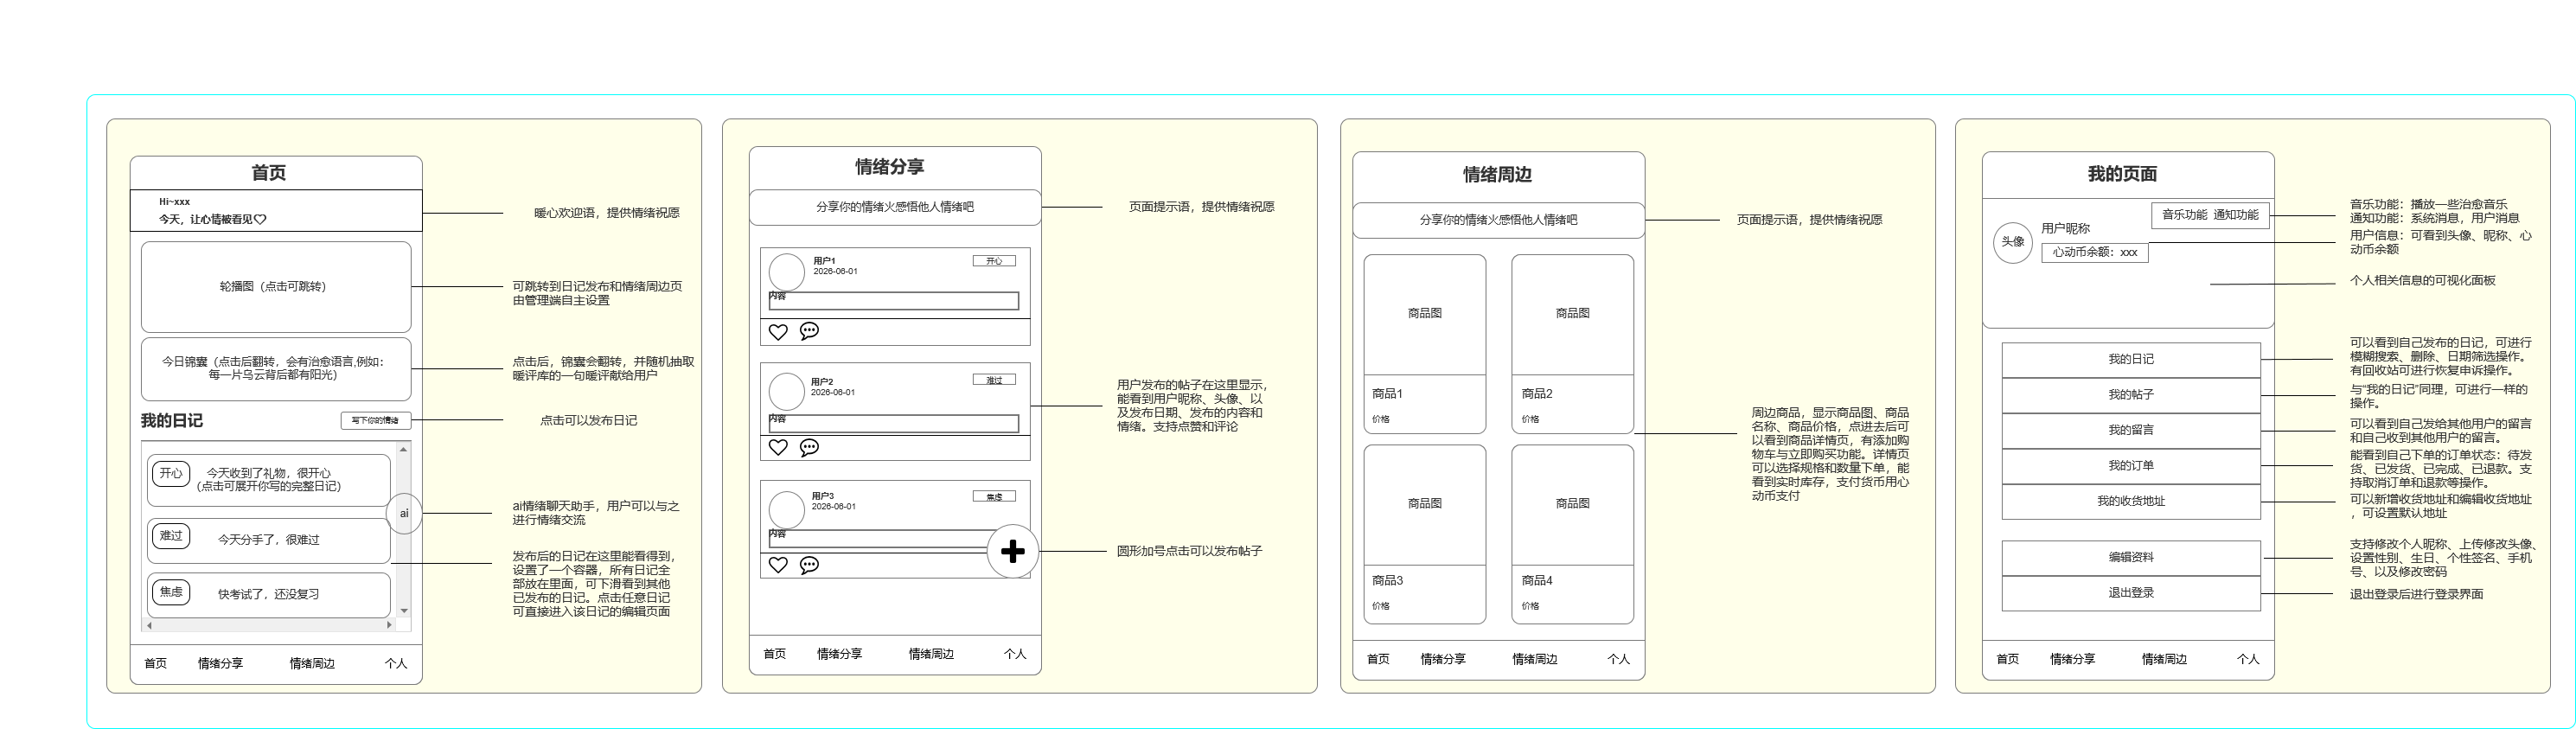 首页
Hi~xxx
今天，让心情被看见
轮播图（点击可跳转）
今日锦囊（点击后翻转，会有治愈语言,例如：
每一片乌云背后都有阳光）
我的日记
写下你的情绪
开心
今天收到了礼物，很开心
（点击可展开你写的完整日记）
ai
难过
今天分手了，很难过
焦虑
快考试了，还没复习
首页 情绪分享 情绪周边 个人
暖心欢迎语，提供情绪祝愿
可跳转到日记发布和情绪周边页
由管理端自主设置
点击后，锦囊会翻转，并随机抽取
暖评库的一句暖评献给用户
点击可以发布日记
ai情绪聊天助手，用户可以与之
进行情绪交流
发布后的日记在这里能看得到，
设置了一个容器，所有日记全
部放在里面，可下滑看到其他
已发布的日记。点击任意日记
可直接进入该日记的编辑页面
情绪分享
分享你的情绪火感悟他人情绪吧
用户1
2026-06-01
开心
内容
用户2
2026-06-01
难过
内容
用户3
2026-06-01
焦虑
内容
首页 情绪分享 情绪周边 个人
页面提示语，提供情绪祝愿
用户发布的帖子在这里显示，
能看到用户昵称、头像、以
及发布日期、发布的内容和
情绪。支持点赞和评论
圆形加号点击可以发布帖子
情绪周边
分享你的情绪火感悟他人情绪吧
商品图
商品1
价格
商品图
商品2
价格
商品图
商品3
价格
商品图
商品4
价格
首页 情绪分享 情绪周边 个人
页面提示语，提供情绪祝愿
周边商品，显示商品图、商品
名称、商品价格，点进去后可
以看到商品详情页，有添加购
物车与立即购买功能。详情页
可以选择规格和数量下单，能
看到实时库存，支付货币用心
动币支付
我的页面
音乐功能 通知功能
头像
用户昵称
心动币余额：xxx
我的日记
我的帖子
我的留言
我的订单
我的收货地址
编辑资料
退出登录
首页 情绪分享 情绪周边 个人
音乐功能：播放一些治愈音乐
通知功能：系统消息，用户消息
用户信息：可看到头像、昵称、心
动币余额
个人相关信息的可视化面板
可以看到自己发布的日记，可进行
模糊搜索、删除、日期筛选操作。
有回收站可进行恢复申诉操作。
与“我的日记”同理，可进行一样的
操作。
可以看到自己发给其他用户的留言
和自己收到其他用户的留言。
能看到自己下单的订单状态：待发
货、已发货、已完成、已退款。支
持取消订单和退款等操作。
可以新增收货地址和编辑收货地址
，可设置默认地址
支持修改个人昵称、上传修改头像、
设置性别、生日、个性签名、手机
号、以及修改密码
退出登录后进行登录界面